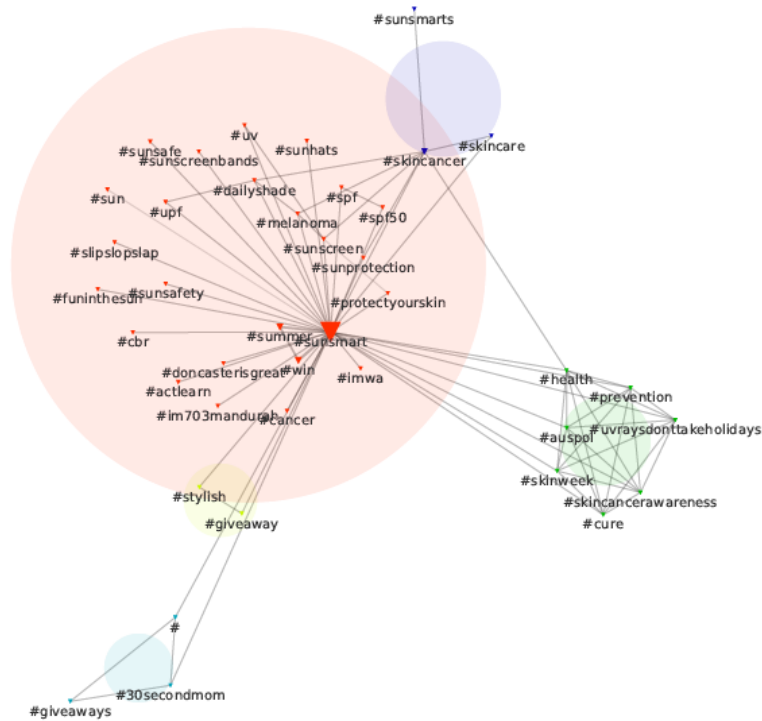 #sunsmarts
#uv
#sunsafe
#sunhats
#skincare
#sunscreenbands
#skincancer
#dailyshade
#sun
#spf
#upf
#spf50
#melanoma
#slipslopslap
#sunscreen
#sunprotection
#sunsafety
#funinthesun
#protectyourskin
#summer
#sunsmart
#cbr
#win
#doncasterisgreat
#imwa
#health
#actlearn
#prevention
#im703mandurah
#cancer
#uvraysdonttakeholidays
#auspol
#skinweek
#stylish
#skincancerawareness
#giveaway
#cure
#
#30secondmom
#giveaways